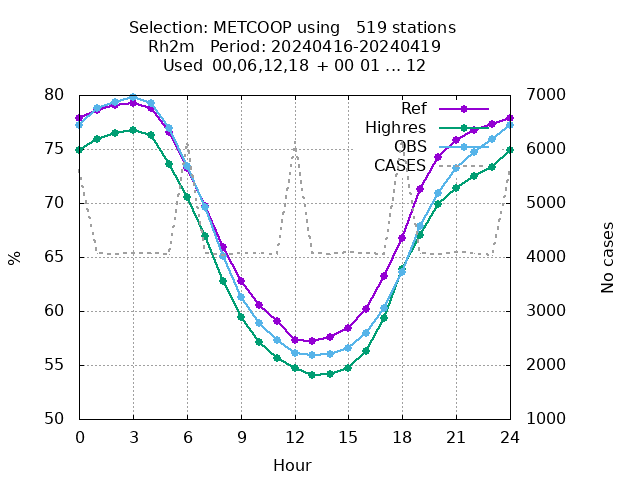 Selection: METCOOP using   519 stations
Rh2m   Period: 20240416-20240419
Used  00,06,12,18  + 00 01 ... 12
80
75
70
65
60
55
50
%
7000
6000
5000
4000
3000
2000
1000
No cases
Ref
Highres
OBS
CASES
0 3 6 9 12 15 18 21 24
Hour